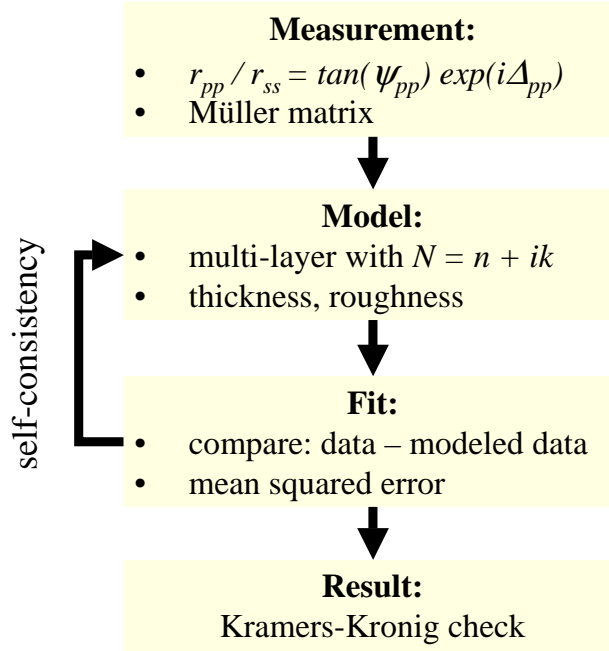 Measurement:
• r_pp / r_ss = tan(ψ_pp) exp(iΔ_pp)
• Müller matrix
Model:
• multi-layer with N = n + ik
• thickness, roughness
self-consistency
Fit:
• compare: data – modeled data
• mean squared error
Result:
Kramers-Kronig check